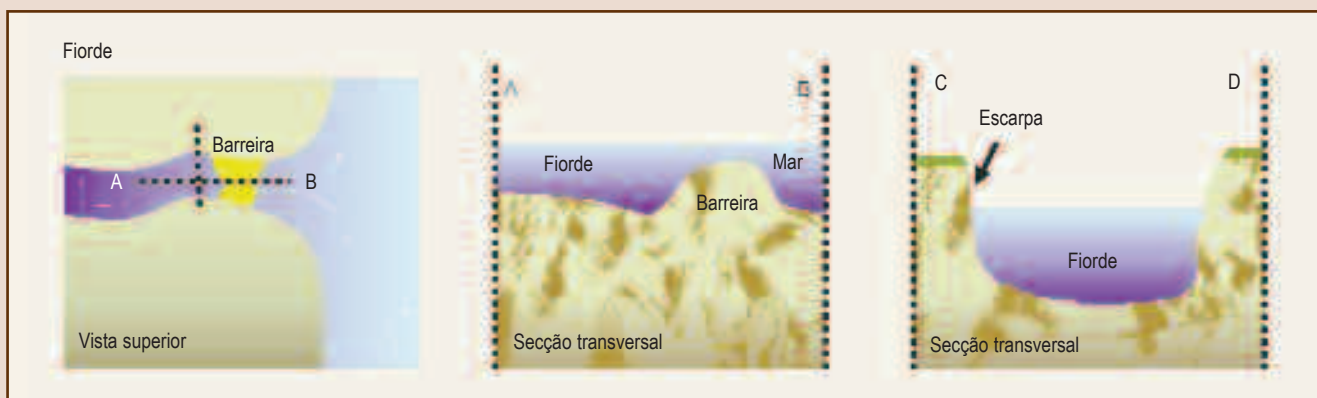 Fiorde
A
Barreira
B
Vista superior
A
B
Fiorde
Mar
Barreira
Secção transversal
C
D
Escarpa
Fiorde
Secção transversal